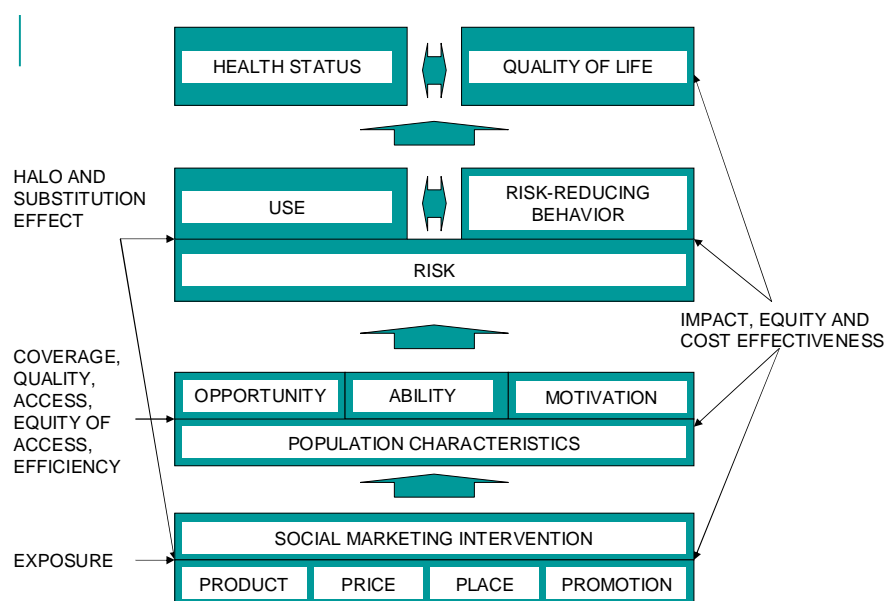 HEALTH STATUS
QUALITY OF LIFE
HALO AND
SUBSTITUTION
EFFECT
USE
RISK-REDUCING
BEHAVIOR
RISK
IMPACT, EQUITY AND
COST EFFECTIVENESS
COVERAGE,
QUALITY,
ACCESS,
EQUITY OF
ACCESS,
EFFICIENCY
OPPORTUNITY
ABILITY
MOTIVATION
POPULATION CHARACTERISTICS
SOCIAL MARKETING INTERVENTION
EXPOSURE
PRODUCT
PRICE
PLACE
PROMOTION